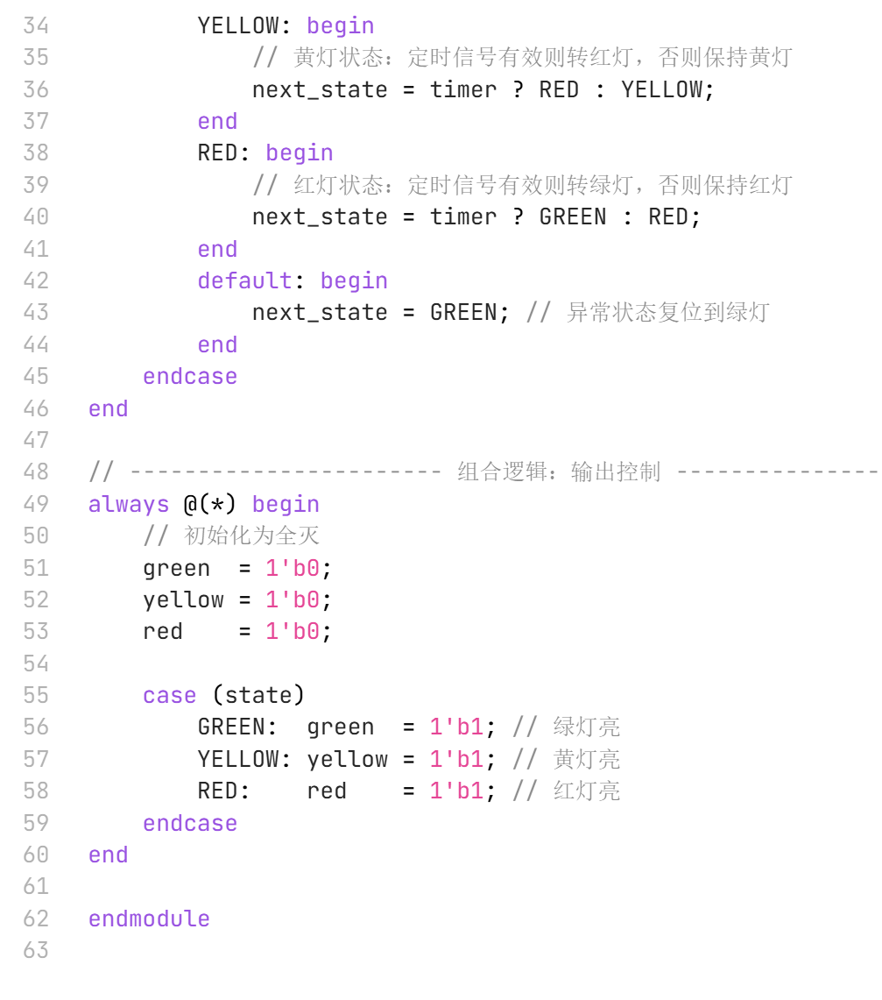 34 YELLOW: begin
35 // 黄灯状态：定时信号有效则转红灯，否则保持黄灯
36 next_state = timer ? RED : YELLOW;
37 end
38 RED: begin
39 // 红灯状态：定时信号有效则转绿灯，否则保持红灯
40 next_state = timer ? GREEN : RED;
41 end
42 default: begin
43 next_state = GREEN; // 异常状态复位到绿灯
44 end
45 endcase
46 end
47
48 // ----------------------- 组合逻辑：输出控制 ---------------
49 always @(*) begin
50 // 初始化为全灭
51 green  = 1'b0;
52 yellow = 1'b0;
53 red    = 1'b0;
54
55 case (state)
56 GREEN:  green  = 1'b1; // 绿灯亮
57 YELLOW: yellow = 1'b1; // 黄灯亮
58 RED:    red    = 1'b1; // 红灯亮
59 endcase
60 end
61
62 endmodule
63